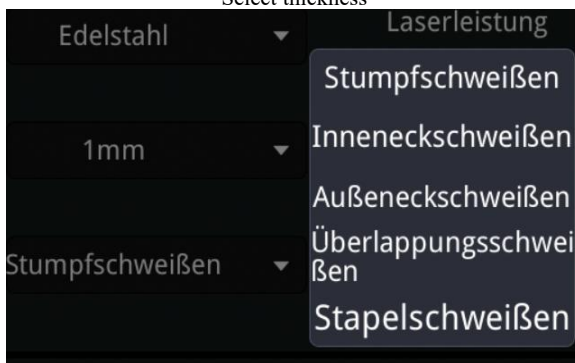 Select thickness
Edelstahl
Laserleistung
Stumpfschweißen
1mm
Inneneckschweißen
Außeneckschweißen
Stumpfschweißen
Überlappungsschwei
ßen
Stapelschweißen